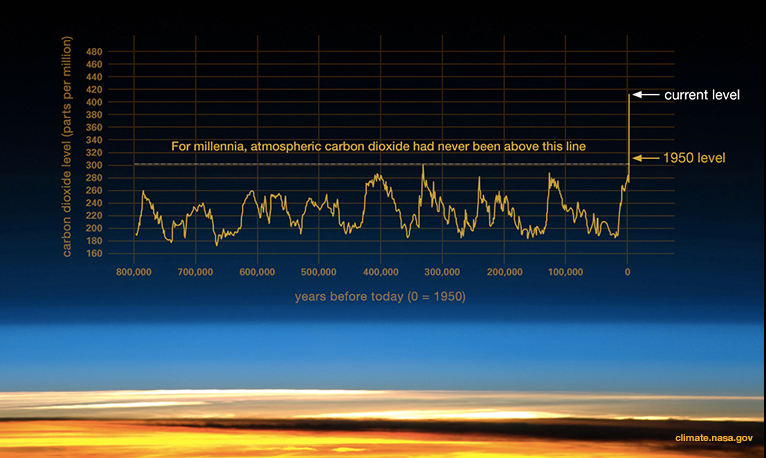 carbon dioxide level (parts per million)
480
460
440
420
400
380
360
340
320
300
280
260
240
220
200
180
160
For millennia, atmospheric carbon dioxide had never been above this line
current level
1950 level
800,000 700,000 600,000 500,000 400,000 300,000 200,000 100,000 0
years before today (0 = 1950)
climate.nasa.gov